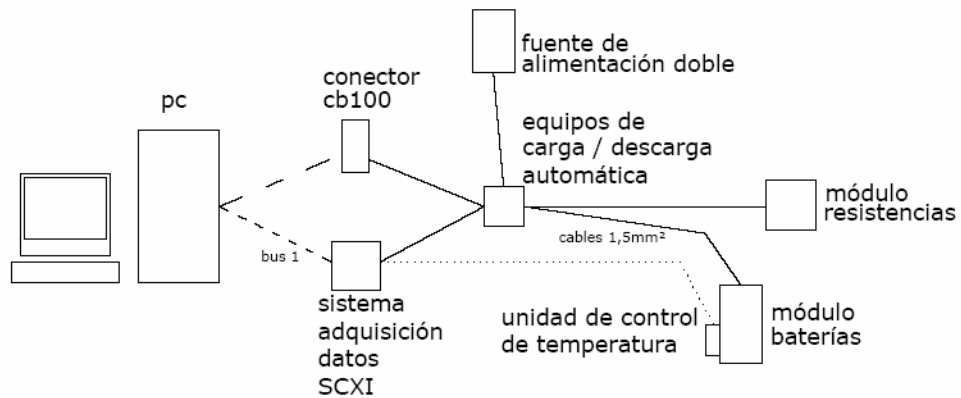 fuente de
alimentación doble
conector
cb100
pc
equipos de
carga / descarga
automática
módulo
resistencias
cables 1,5mm²
bus 1
sistema
adquisición
datos
SCXI
unidad de control
de temperatura
módulo
baterías